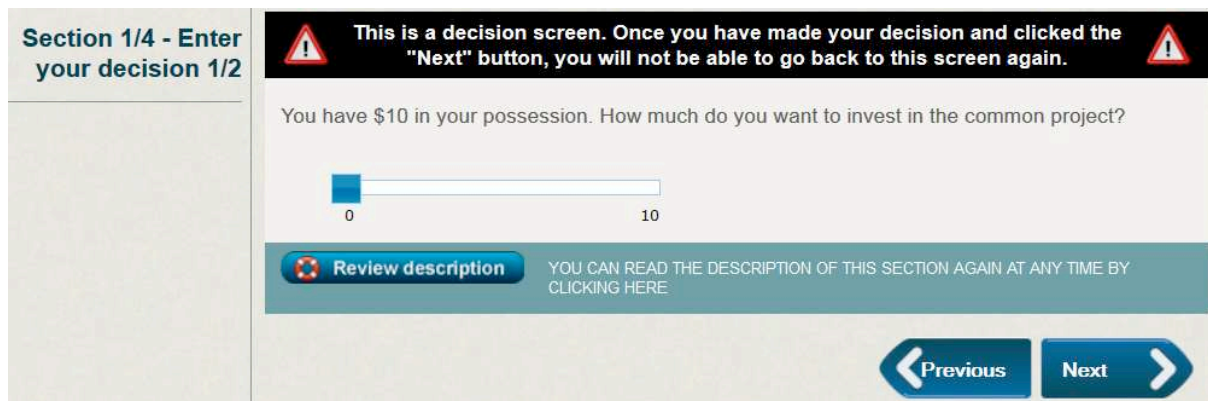 Section 1/4 - Enter
your decision 1/2
This is a decision screen. Once you have made your decision and clicked the
"Next" button, you will not be able to go back to this screen again.
You have $10 in your possession. How much do you want to invest in the common project?
0 10
Review description
YOU CAN READ THE DESCRIPTION OF THIS SECTION AGAIN AT ANY TIME BY
CLICKING HERE
Previous Next